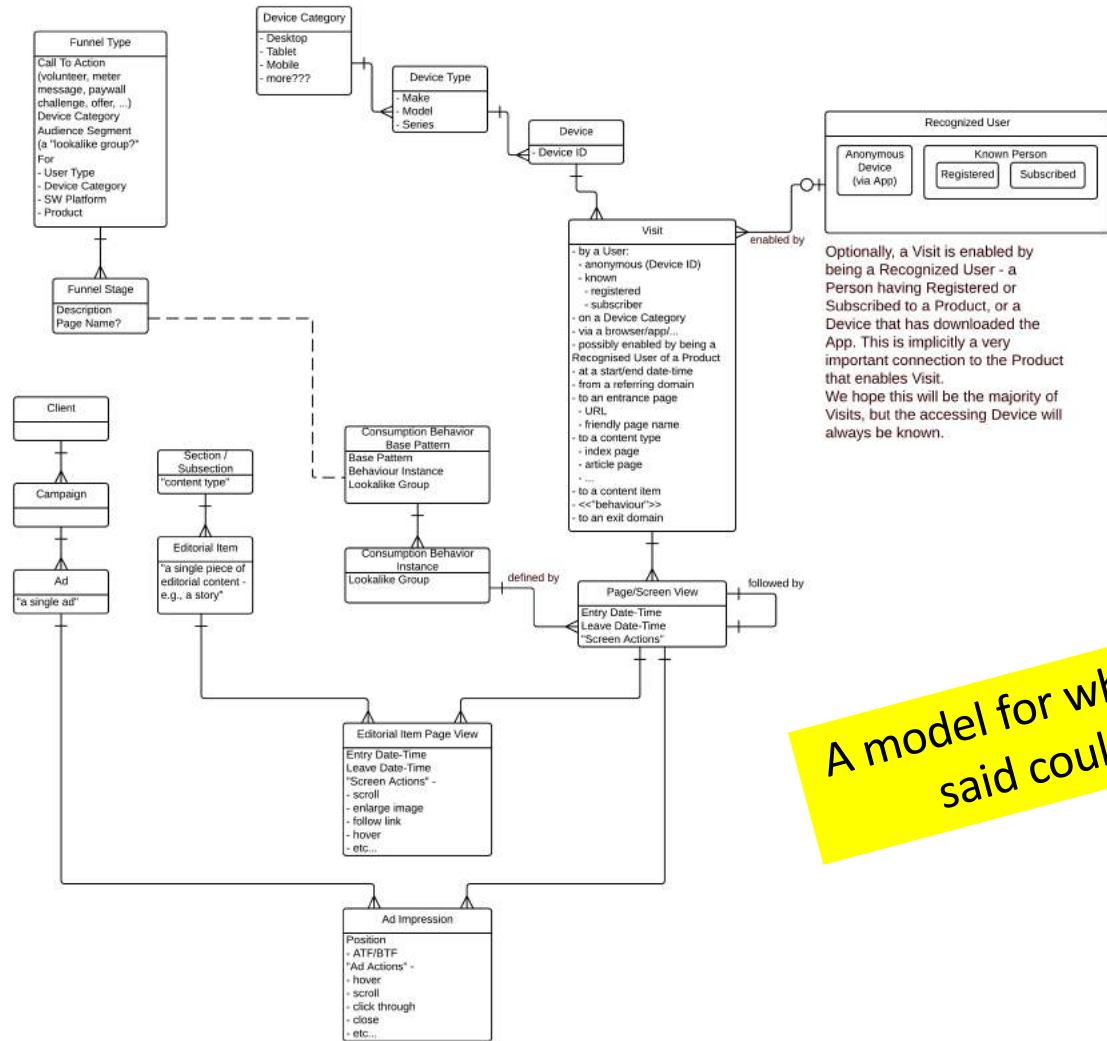 Device Category
- Desktop
- Tablet
- Mobile
- more???
Funnel Type
Call To Action
(volunteer, meter
message, paywall
challenge, offer, ...)
Device Category
Audience Segment
(a "lookalike group?"
For
- User Type
- Device Category
- SW Platform
- Product
Device Type
- Make
- Model
- Series
Device
- Device ID
Recognized User
Anonymous
Device
(via App)
Known Person
Registered
Subscribed
enabled by
Optionally, a Visit is enabled by
being a Recognized User - a
Person having Registered or
Subscribed to a Product, or a
Device that has downloaded the
App. This is implicitly a very
important connection to the Product
that enables Visit.
We hope this will be the majority of
Visits, but the accessing Device will
always be known.
Visit
- by a User:
- anonymous (Device ID)
- known
- registered
- subscriber
- on a Device Category
- via a browser/app/...
- possibly enabled by being a
Recognised User of a Product
- at a start/end date-time
- from a referring domain
- to an entrance page
- URL
- friendly page name
- to a content type
- index page
- article page
- ...
- to a content item
- <<"behaviour">>
- to an exit domain
Funnel Stage
Description
Page Name?
Client
Campaign
Ad
"a single ad"
Section /
Subsection
"content type"
Editorial Item
"a single piece of
editorial content -
e.g., a story"
Consumption Behavior
Base Pattern
Base Pattern
Behaviour Instance
Lookalike Group
Consumption Behavior
Instance
Lookalike Group
defined by
Page/Screen View
Entry Date-Time
Leave Date-Time
"Screen Actions"
followed by
Editorial Item Page View
Entry Date-Time
Leave Date-Time
"Screen Actions" -
- scroll
- enlarge image
- follow link
- hover
- etc...
Ad Impression
Position
- ATF/BTF
"Ad Actions" -
- hover
- scroll
- click through
- close
- etc...
A model for
said